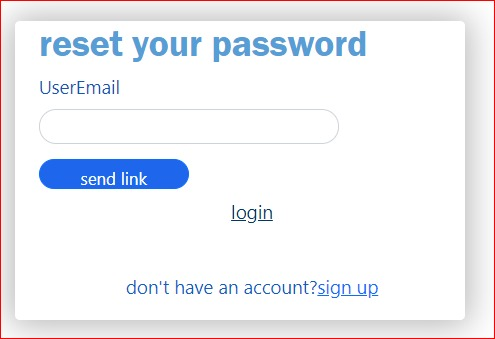 reset your password
UserEmail
send link
login
don't have an account?sign up